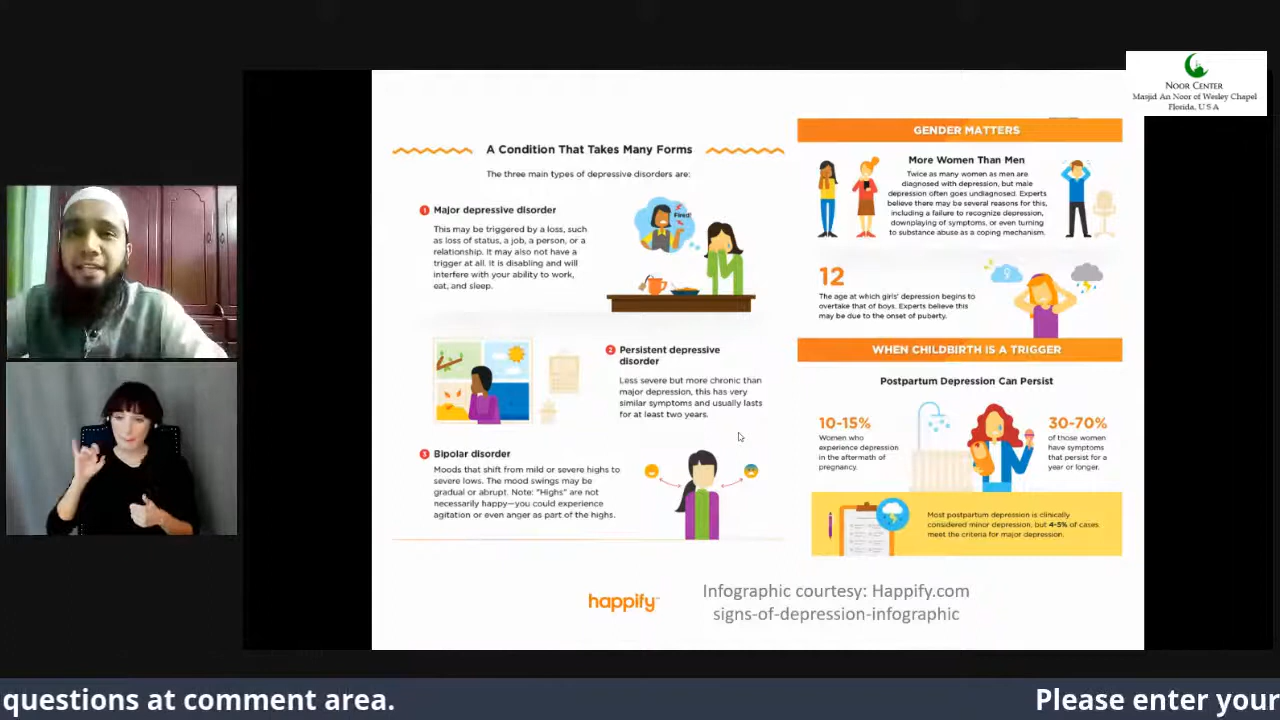 NOOR CENTER
Masjid An Noor of Wesley Chapel
Florida, U S A
A Condition That Takes Many Forms
The three main types of depressive disorders are:
1 Major depressive disorder
This may be triggered by a loss, such
as loss of status, a job, a person, or a
relationship. It may also not have a
trigger at all. It is disabling and will
interfere with your ability to work,
eat, and sleep.
Fired!
2 Persistent depressive
disorder
Less severe but more chronic than
major depression, this has very
similar symptoms and usually lasts
for at least two years.
3 Bipolar disorder
Moods that shift from mild or severe highs to
severe lows. The mood swings may be
gradual or abrupt. Note: "Highs" are not
necessarily happy—you could experience
agitation or even anger as part of the highs.
GENDER MATTERS
More Women Than Men
Twice as many women as men are
diagnosed with depression, but male
depression often goes undiagnosed. Experts
believe there may be several reasons for this,
including a failure to recognize depression,
downplaying of symptoms, or even turning
to substance abuse as a coping mechanism.
12
The age at which girls' depression begins to
overtake that of boys. Experts believe this
may be due to the onset of puberty.
WHEN CHILDBIRTH IS A TRIGGER
Postpartum Depression Can Persist
10-15%
Women who
experience depression
in the aftermath of
pregnancy.
30-70%
of those women
have symptoms
that persist for a
year or longer.
Most postpartum depression is clinically
considered minor depression, but 4-5% of cases
meet the criteria for major depression.
happify™
Infographic courtesy: Happify.com
signs-of-depression-infographic
questions at comment area.
Please enter your